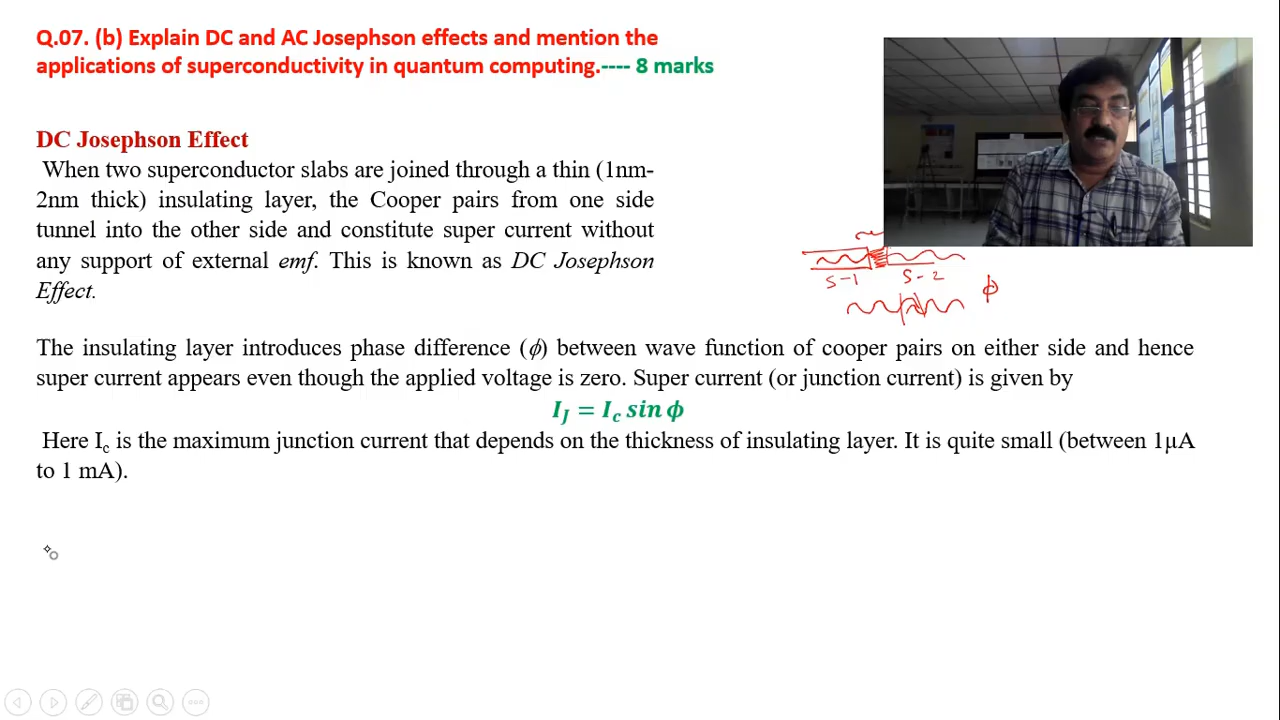 Q.07. (b) Explain DC and AC Josephson effects and mention the
applications of superconductivity in quantum computing.---- 8 marks
DC Josephson Effect
When two superconductor slabs are joined through a thin (1nm-
2nm thick) insulating layer, the Cooper pairs from one side
tunnel into the other side and constitute super current without
any support of external emf. This is known as DC Josephson
Effect.
S-1 S-2
ϕ
The insulating layer introduces phase difference (ϕ) between wave function of cooper pairs on either side and hence
super current appears even though the applied voltage is zero. Super current (or junction current) is given by
I_J = I_c sin ϕ
Here I_c is the maximum junction current that depends on the thickness of insulating layer. It is quite small (between 1μA
to 1 mA).